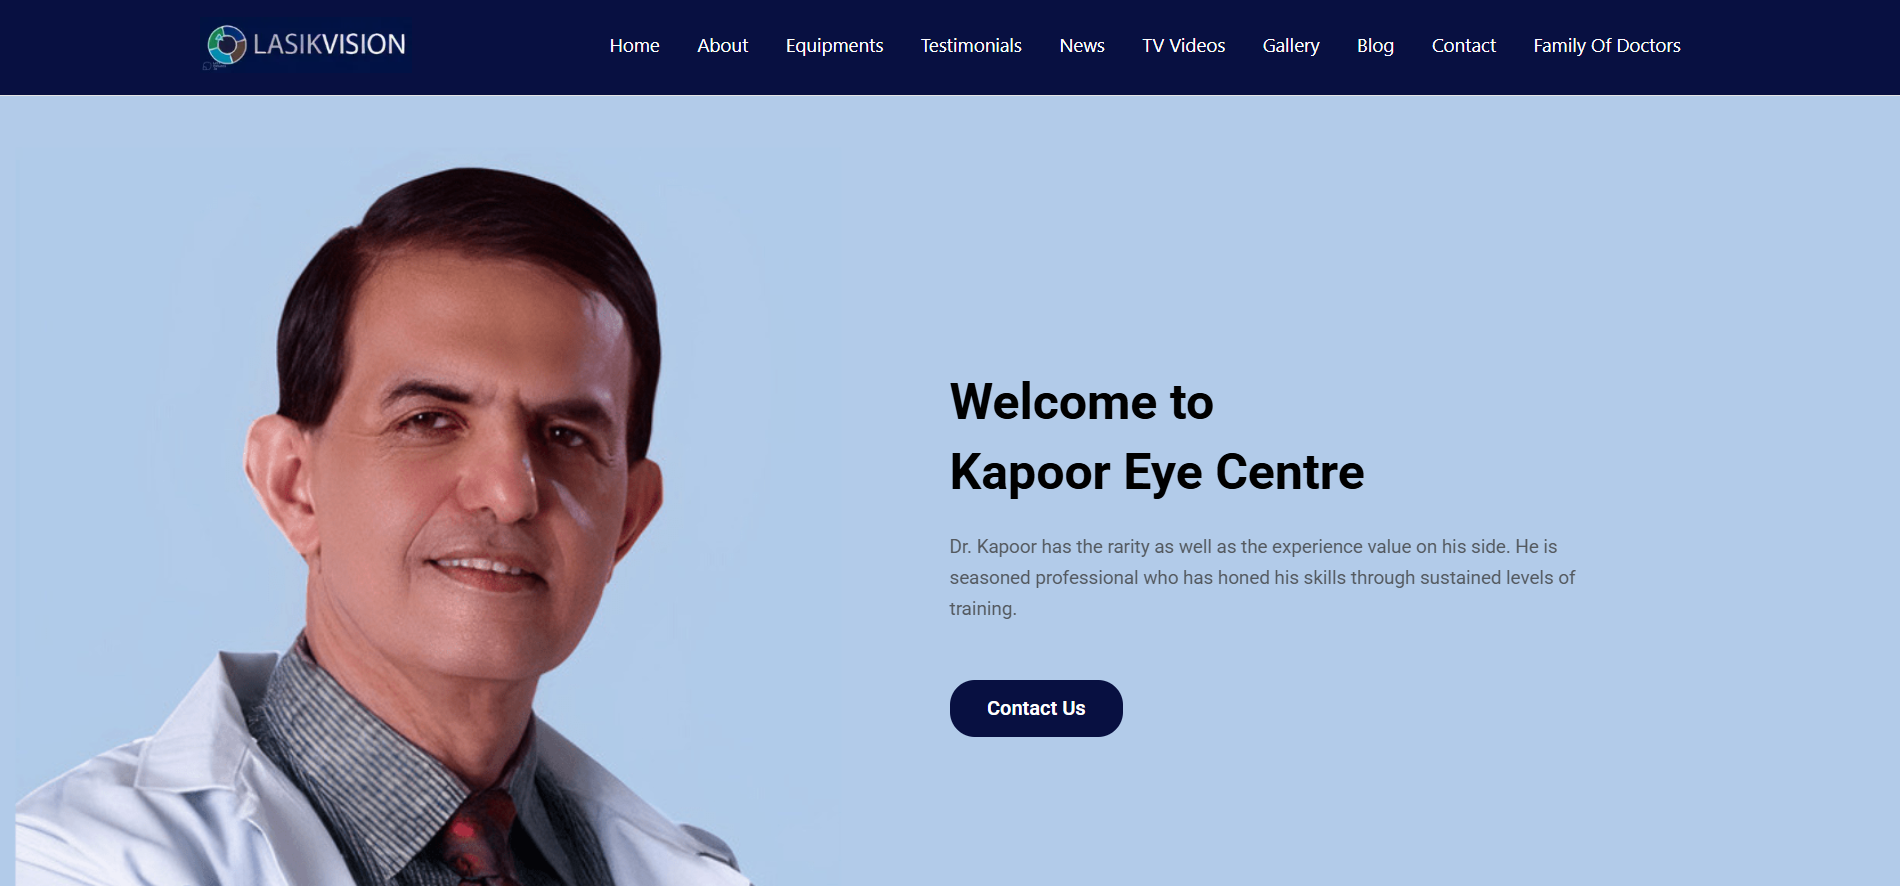 LASIKVISION
Home About Equipments Testimonials News TV Videos Gallery Blog Contact Family Of Doctors
Welcome to
Kapoor Eye Centre
Dr. Kapoor has the rarity as well as the experience value on his side. He is
seasoned professional who has honed his skills through sustained levels of
training.
Contact Us